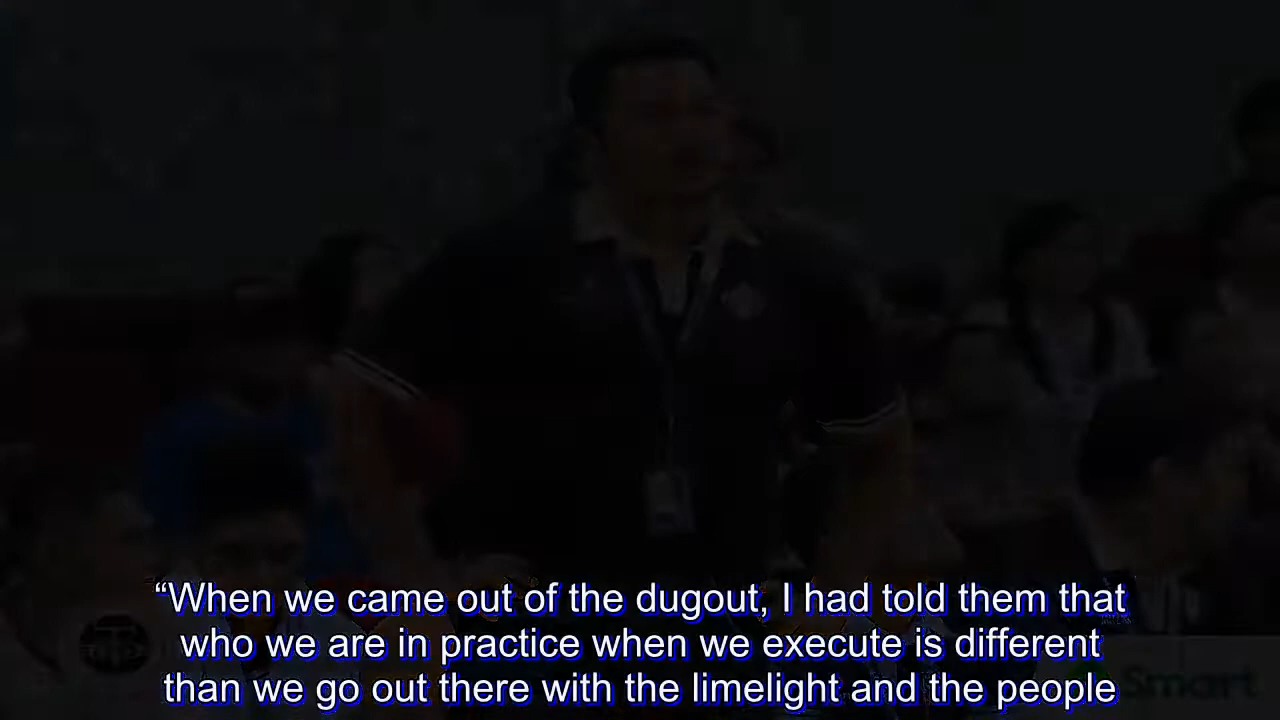 “When we came out of the dugout, I had told them that
who we are in practice when we execute is different
than we go out there with the limelight and the people
Smart